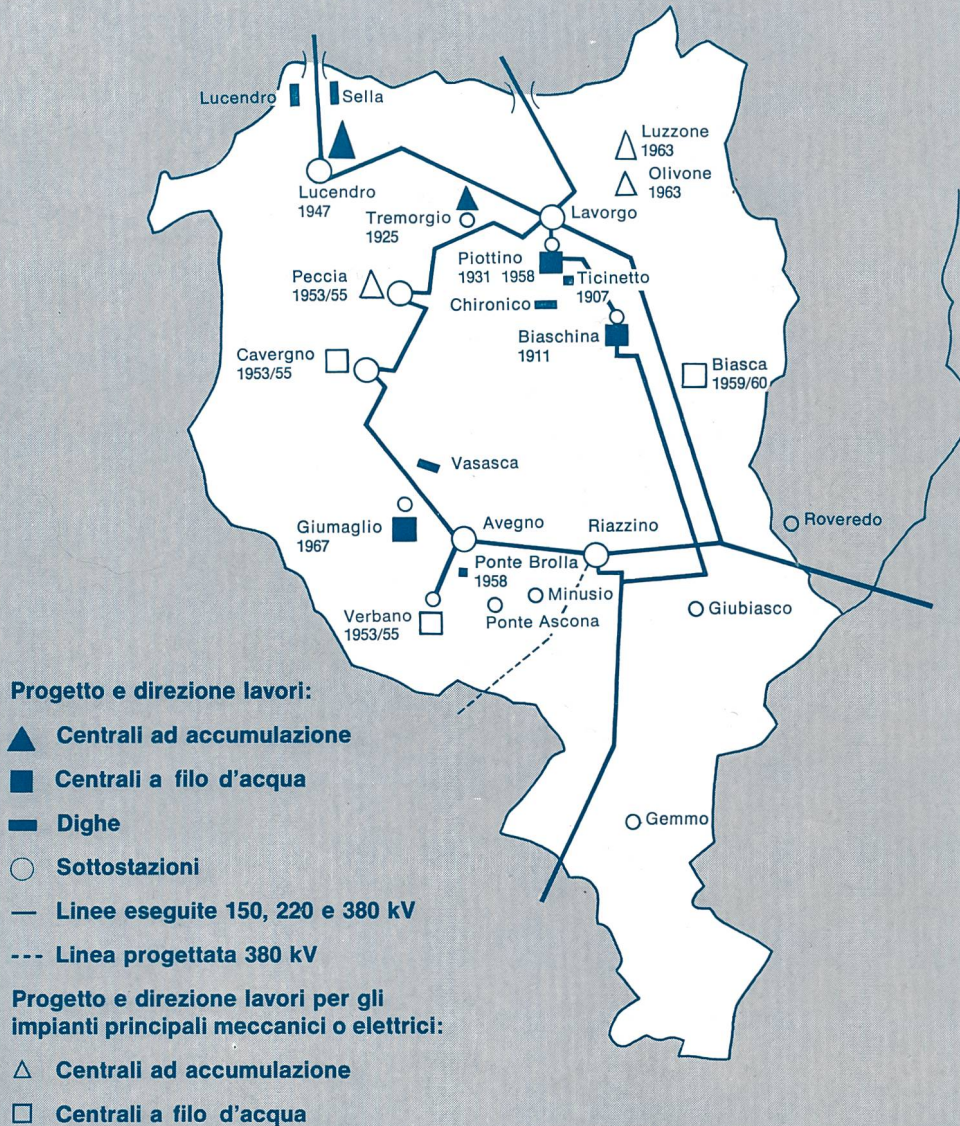 Lucendro
Sella
Luzzone
1963
Olivone
1963
Lucendro
1947
Tremorgio
1925
Lavorgo
Piottino
1931 1958
Ticinetto
1907
Peccia
1953/55
Chironico
Biaschina
1911
Cavergno
1953/55
Biasca
1959/60
Vasasca
Giumaglio
1967
Avegno
Riazzino
Roveredo
Ponte Brolla
1958
Minusio
Verbano
1953/55
Ponte Ascona
Giubiasco
Gemmo
Progetto e direzione lavori:
Centrali ad accumulazione
Centrali a filo d'acqua
Dighe
Sottostazioni
Linee eseguite 150, 220 e 380 kV
Linea progettata 380 kV
Progetto e direzione lavori per gli
impianti principali meccanici o elettrici:
Centrali ad accumulazione
Centrali a filo d'acqua